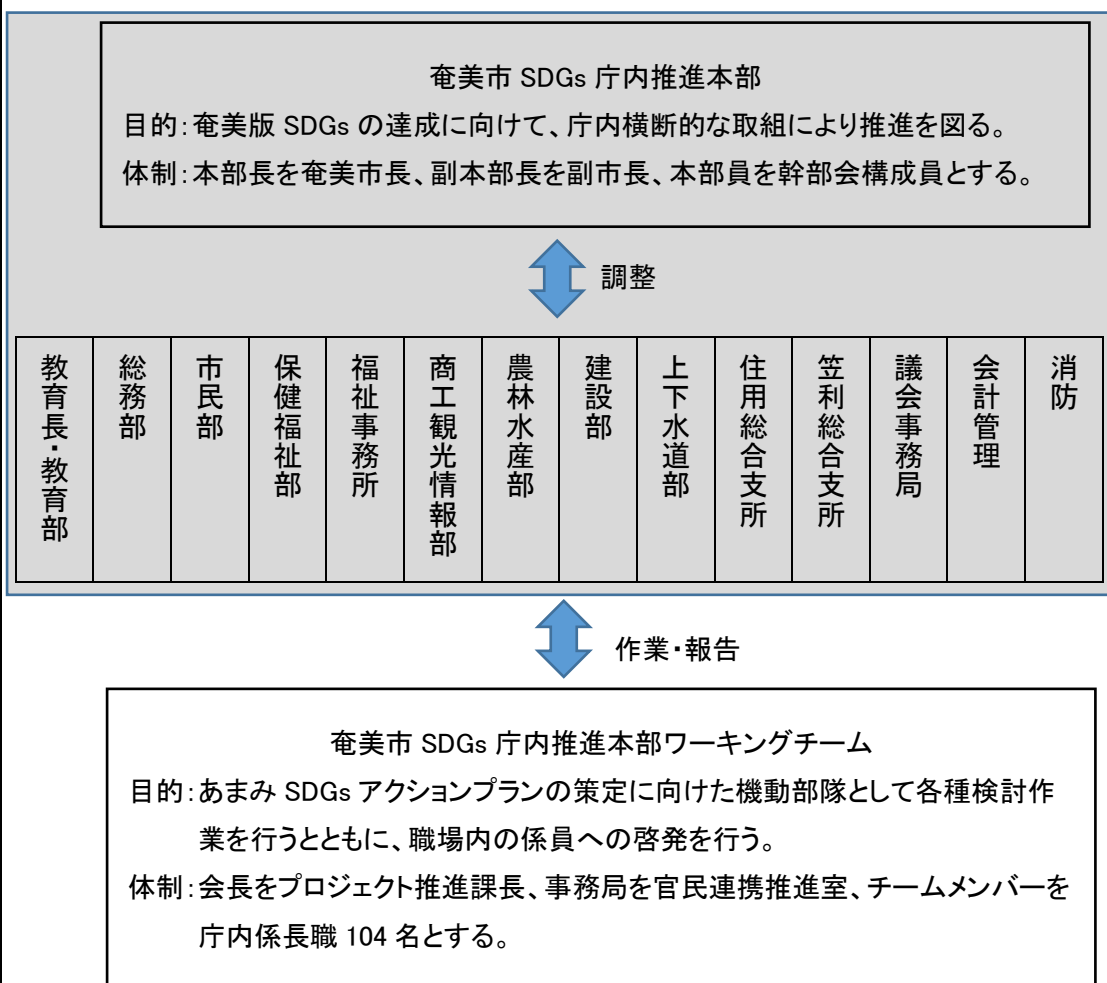 奄美市 SDGs 庁内推進本部
目的：奄美版 SDGs の達成に向けて、庁内横断的な取組により推進を図る。
体制：本部長を奄美市長、副本部長を副市長、本部員を幹部会構成員とする。
調整
教育長・教育部
総務部
市民部
保健福祉部
福祉事務所
商工観光情報部
農林水産部
建設部
上下水道部
住用総合支所
笠利総合支所
議会事務局
会計管理
消防
作業・報告
奄美市 SDGs 庁内推進本部ワーキングチーム
目的：あまみ SDGs アクションプランの策定に向けた機動部隊として各種検討作
業を行うとともに、職場内の係員への啓発を行う。
体制：会長をプロジェクト推進課長、事務局を官民連携推進室、チームメンバーを
庁内係長職 104 名とする。